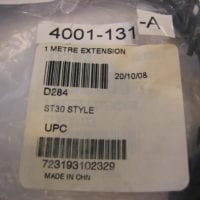 4001-131-A
1 METRE EXTENSION
20/10/08
D284
ST30 STYLE
UPC
723193102329
MADE IN CHN